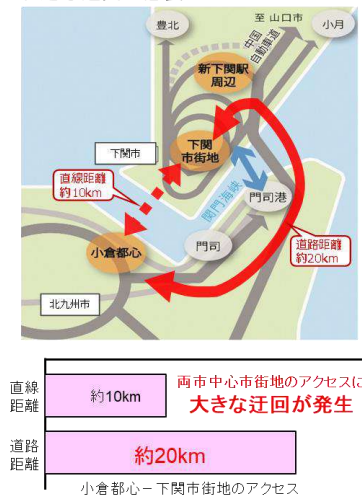 至 山口市
豊北
小月
中国
自動車道
新下関駅
周辺
下関市
下関
市街地
直線距離
約10km
関門海峡
門司港
門司
道路距離
約20km
小倉都心
北九州市
直線
距離
約10km
両市中心市街地のアクセスに
大きな迂回が発生
道路
距離
約20km
小倉都心－下関市街地のアクセス